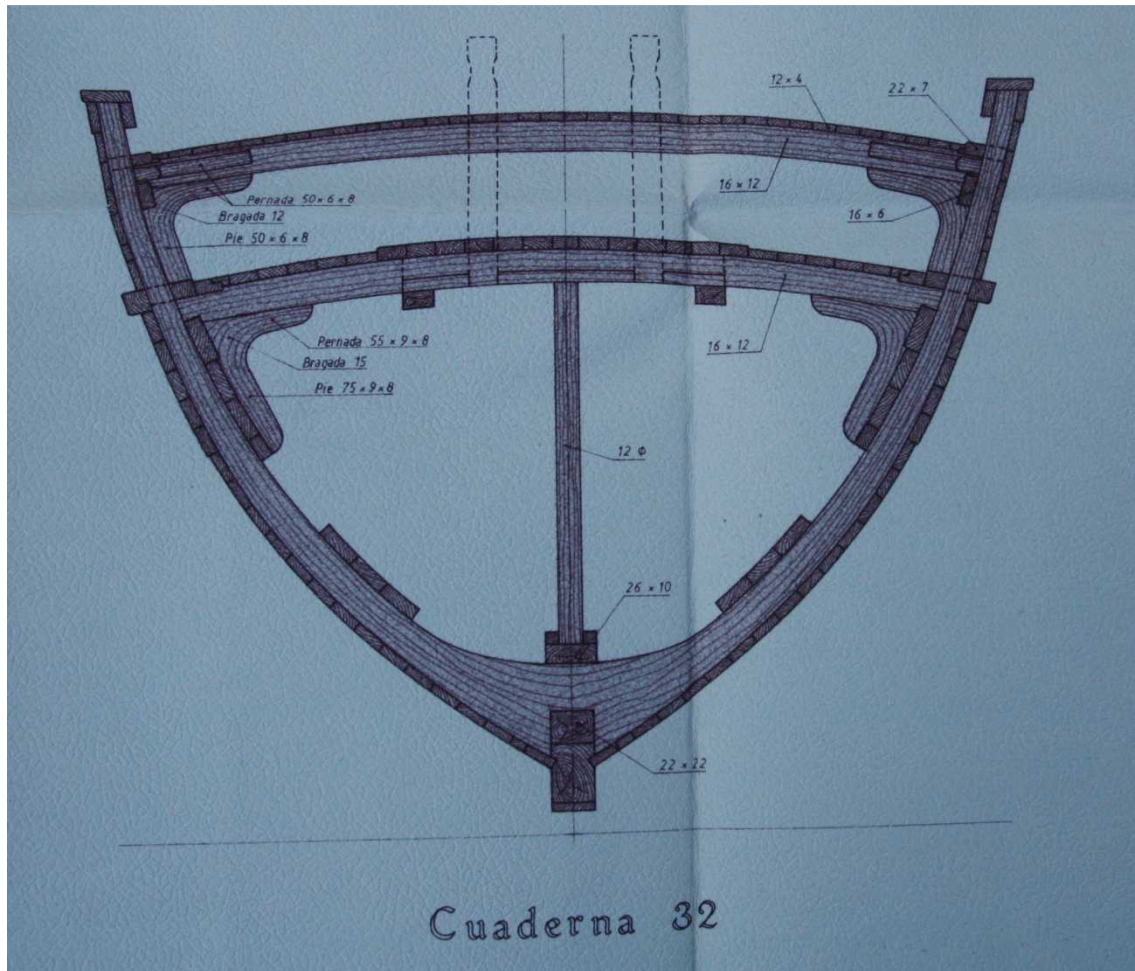 12 × 4
22 × 7
Pernada 50 × 6 × 8
16 × 12
Bragada 12
16 × 6
Pie 50 × 6 × 8
Pernada 55 × 9 × 8
16 × 12
Bragada 15
Pie 75 × 9 × 8
12 Φ
26 × 10
22 × 22
Cuaderna 32